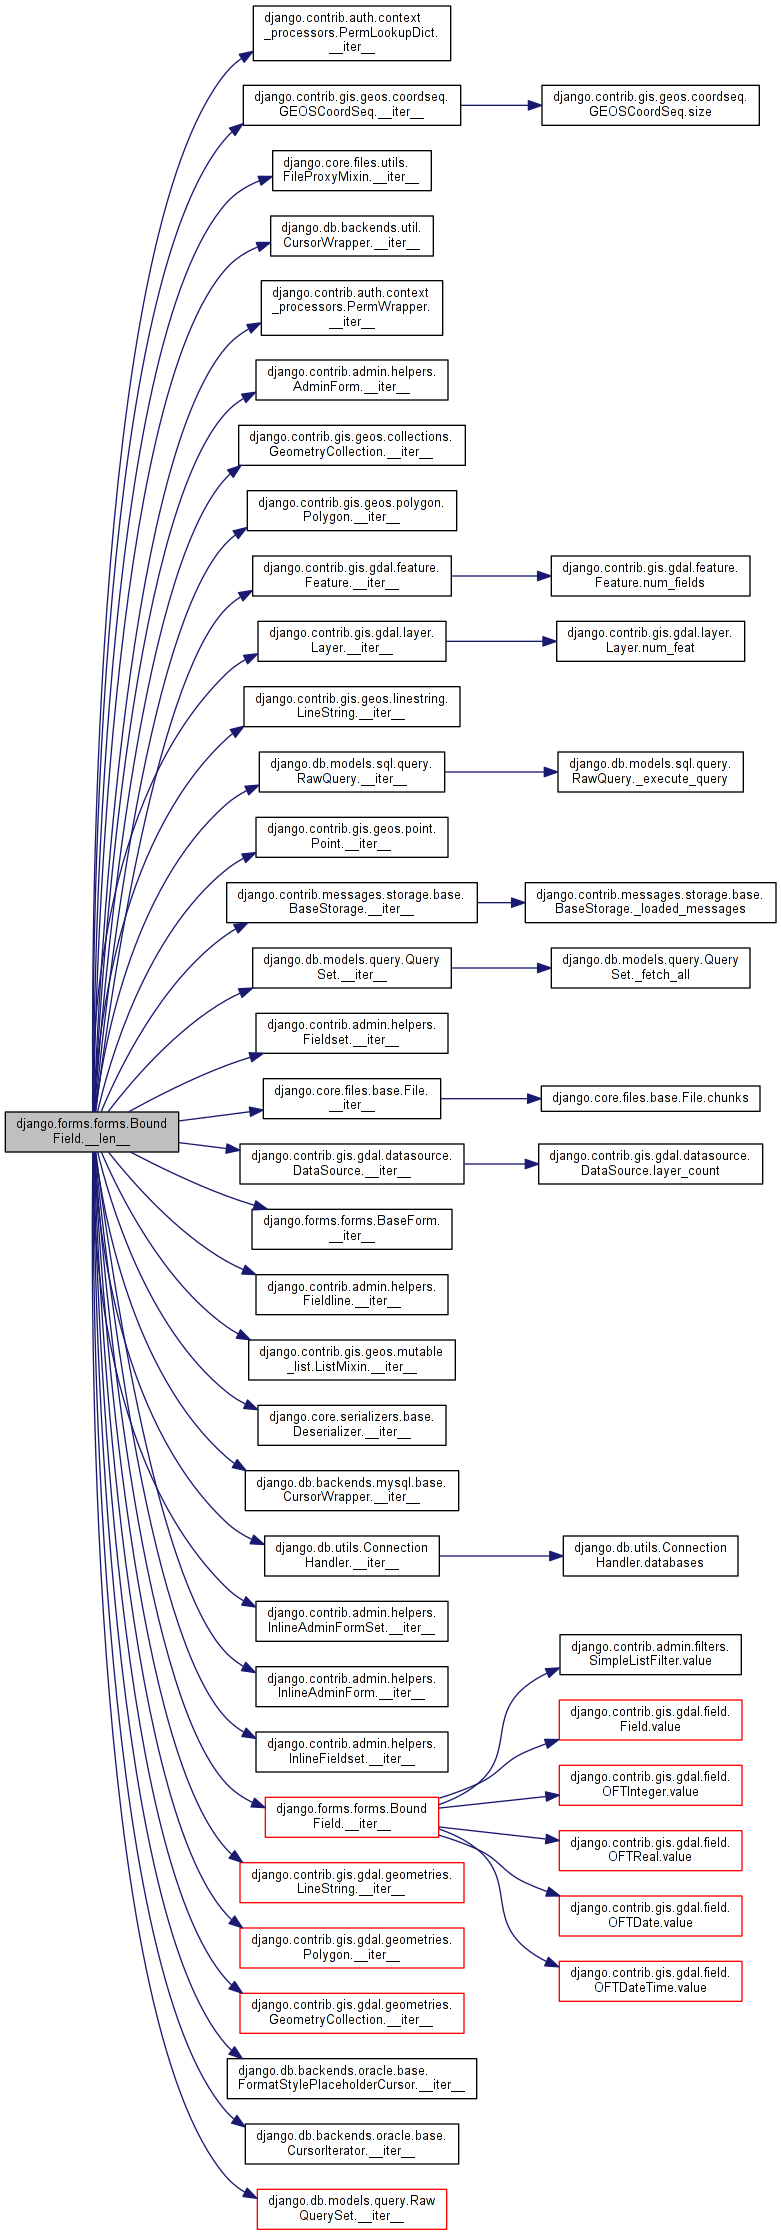 django.contrib.auth.context
_processors.PermLookupDict.
__iter__
django.contrib.gis.geos.coordseq.
GEOSCoordSeq.__iter__
django.contrib.gis.geos.coordseq.
GEOSCoordSeq.size
django.core.files.utils.
FileProxyMixin.__iter__
django.db.backends.util.
CursorWrapper.__iter__
django.contrib.auth.context
_processors.PermWrapper.
__iter__
django.contrib.admin.helpers.
AdminForm.__iter__
django.contrib.gis.geos.collections.
GeometryCollection.__iter__
django.contrib.gis.geos.polygon.
Polygon.__iter__
django.contrib.gis.gdal.feature.
Feature.__iter__
django.contrib.gis.gdal.feature.
Feature.num_fields
django.contrib.gis.gdal.layer.
Layer.__iter__
django.contrib.gis.gdal.layer.
Layer.num_feat
django.contrib.gis.geos.linestring.
LineString.__iter__
django.db.models.sql.query.
RawQuery.__iter__
django.db.models.sql.query.
RawQuery._execute_query
django.contrib.gis.geos.point.
Point.__iter__
django.contrib.messages.storage.base.
BaseStorage.__iter__
django.contrib.messages.storage.base.
BaseStorage._loaded_messages
django.db.models.query.Query
Set.__iter__
django.db.models.query.Query
Set._fetch_all
django.contrib.admin.helpers.
Fieldset.__iter__
django.core.files.base.File.
__iter__
django.core.files.base.File.chunks
django.forms.forms.Bound
Field.__len__
django.contrib.gis.gdal.datasource.
DataSource.__iter__
django.contrib.gis.gdal.datasource.
DataSource.layer_count
django.forms.forms.BaseForm.
__iter__
django.contrib.admin.helpers.
Fieldline.__iter__
django.contrib.gis.geos.mutable
_list.ListMixin.__iter__
django.core.serializers.base.
Deserializer.__iter__
django.db.backends.mysql.base.
CursorWrapper.__iter__
django.db.utils.Connection
Handler.__iter__
django.db.utils.Connection
Handler.databases
django.contrib.admin.helpers.
InlineAdminFormSet.__iter__
django.contrib.admin.filters.
SimpleListFilter.value
django.contrib.admin.helpers.
InlineAdminForm.__iter__
django.contrib.gis.gdal.field.
Field.value
django.contrib.admin.helpers.
InlineFieldset.__iter__
django.contrib.gis.gdal.field.
OFTInteger.value
django.forms.forms.Bound
Field.__iter__
django.contrib.gis.gdal.field.
OFTReal.value
django.contrib.gis.gdal.geometries.
LineString.__iter__
django.contrib.gis.gdal.field.
OFTDate.value
django.contrib.gis.gdal.geometries.
Polygon.__iter__
django.contrib.gis.gdal.field.
OFTDateTime.value
django.contrib.gis.gdal.geometries.
GeometryCollection.__iter__
django.db.backends.oracle.base.
FormatStylePlaceholderCursor.__iter__
django.db.backends.oracle.base.
CursorIterator.__iter__
django.db.models.query.Raw
QuerySet.__iter__